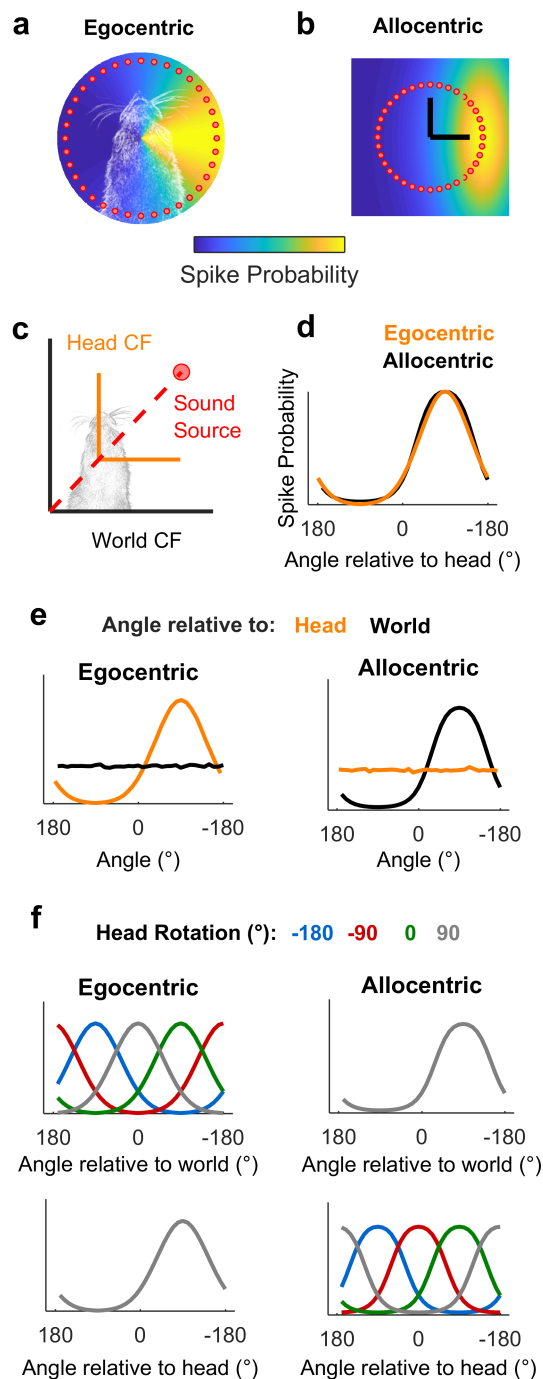 a
Egocentric
b
Allocentric
Spike Probability
c
Head CF
Sound
Source
World CF
d
Egocentric
Allocentric
Spike Probability
180 0 -180
Angle relative to head (°)
e
Angle relative to: Head World
Egocentric
180 0 -180
Angle (°)
Allocentric
180 0 -180
Angle (°)
f
Head Rotation (°): -180 -90 0 90
Egocentric
180 0 -180
Angle relative to world (°)
Allocentric
180 0 -180
Angle relative to world (°)
180 0 -180
Angle relative to head (°)
180 0 -180
Angle relative to head (°)